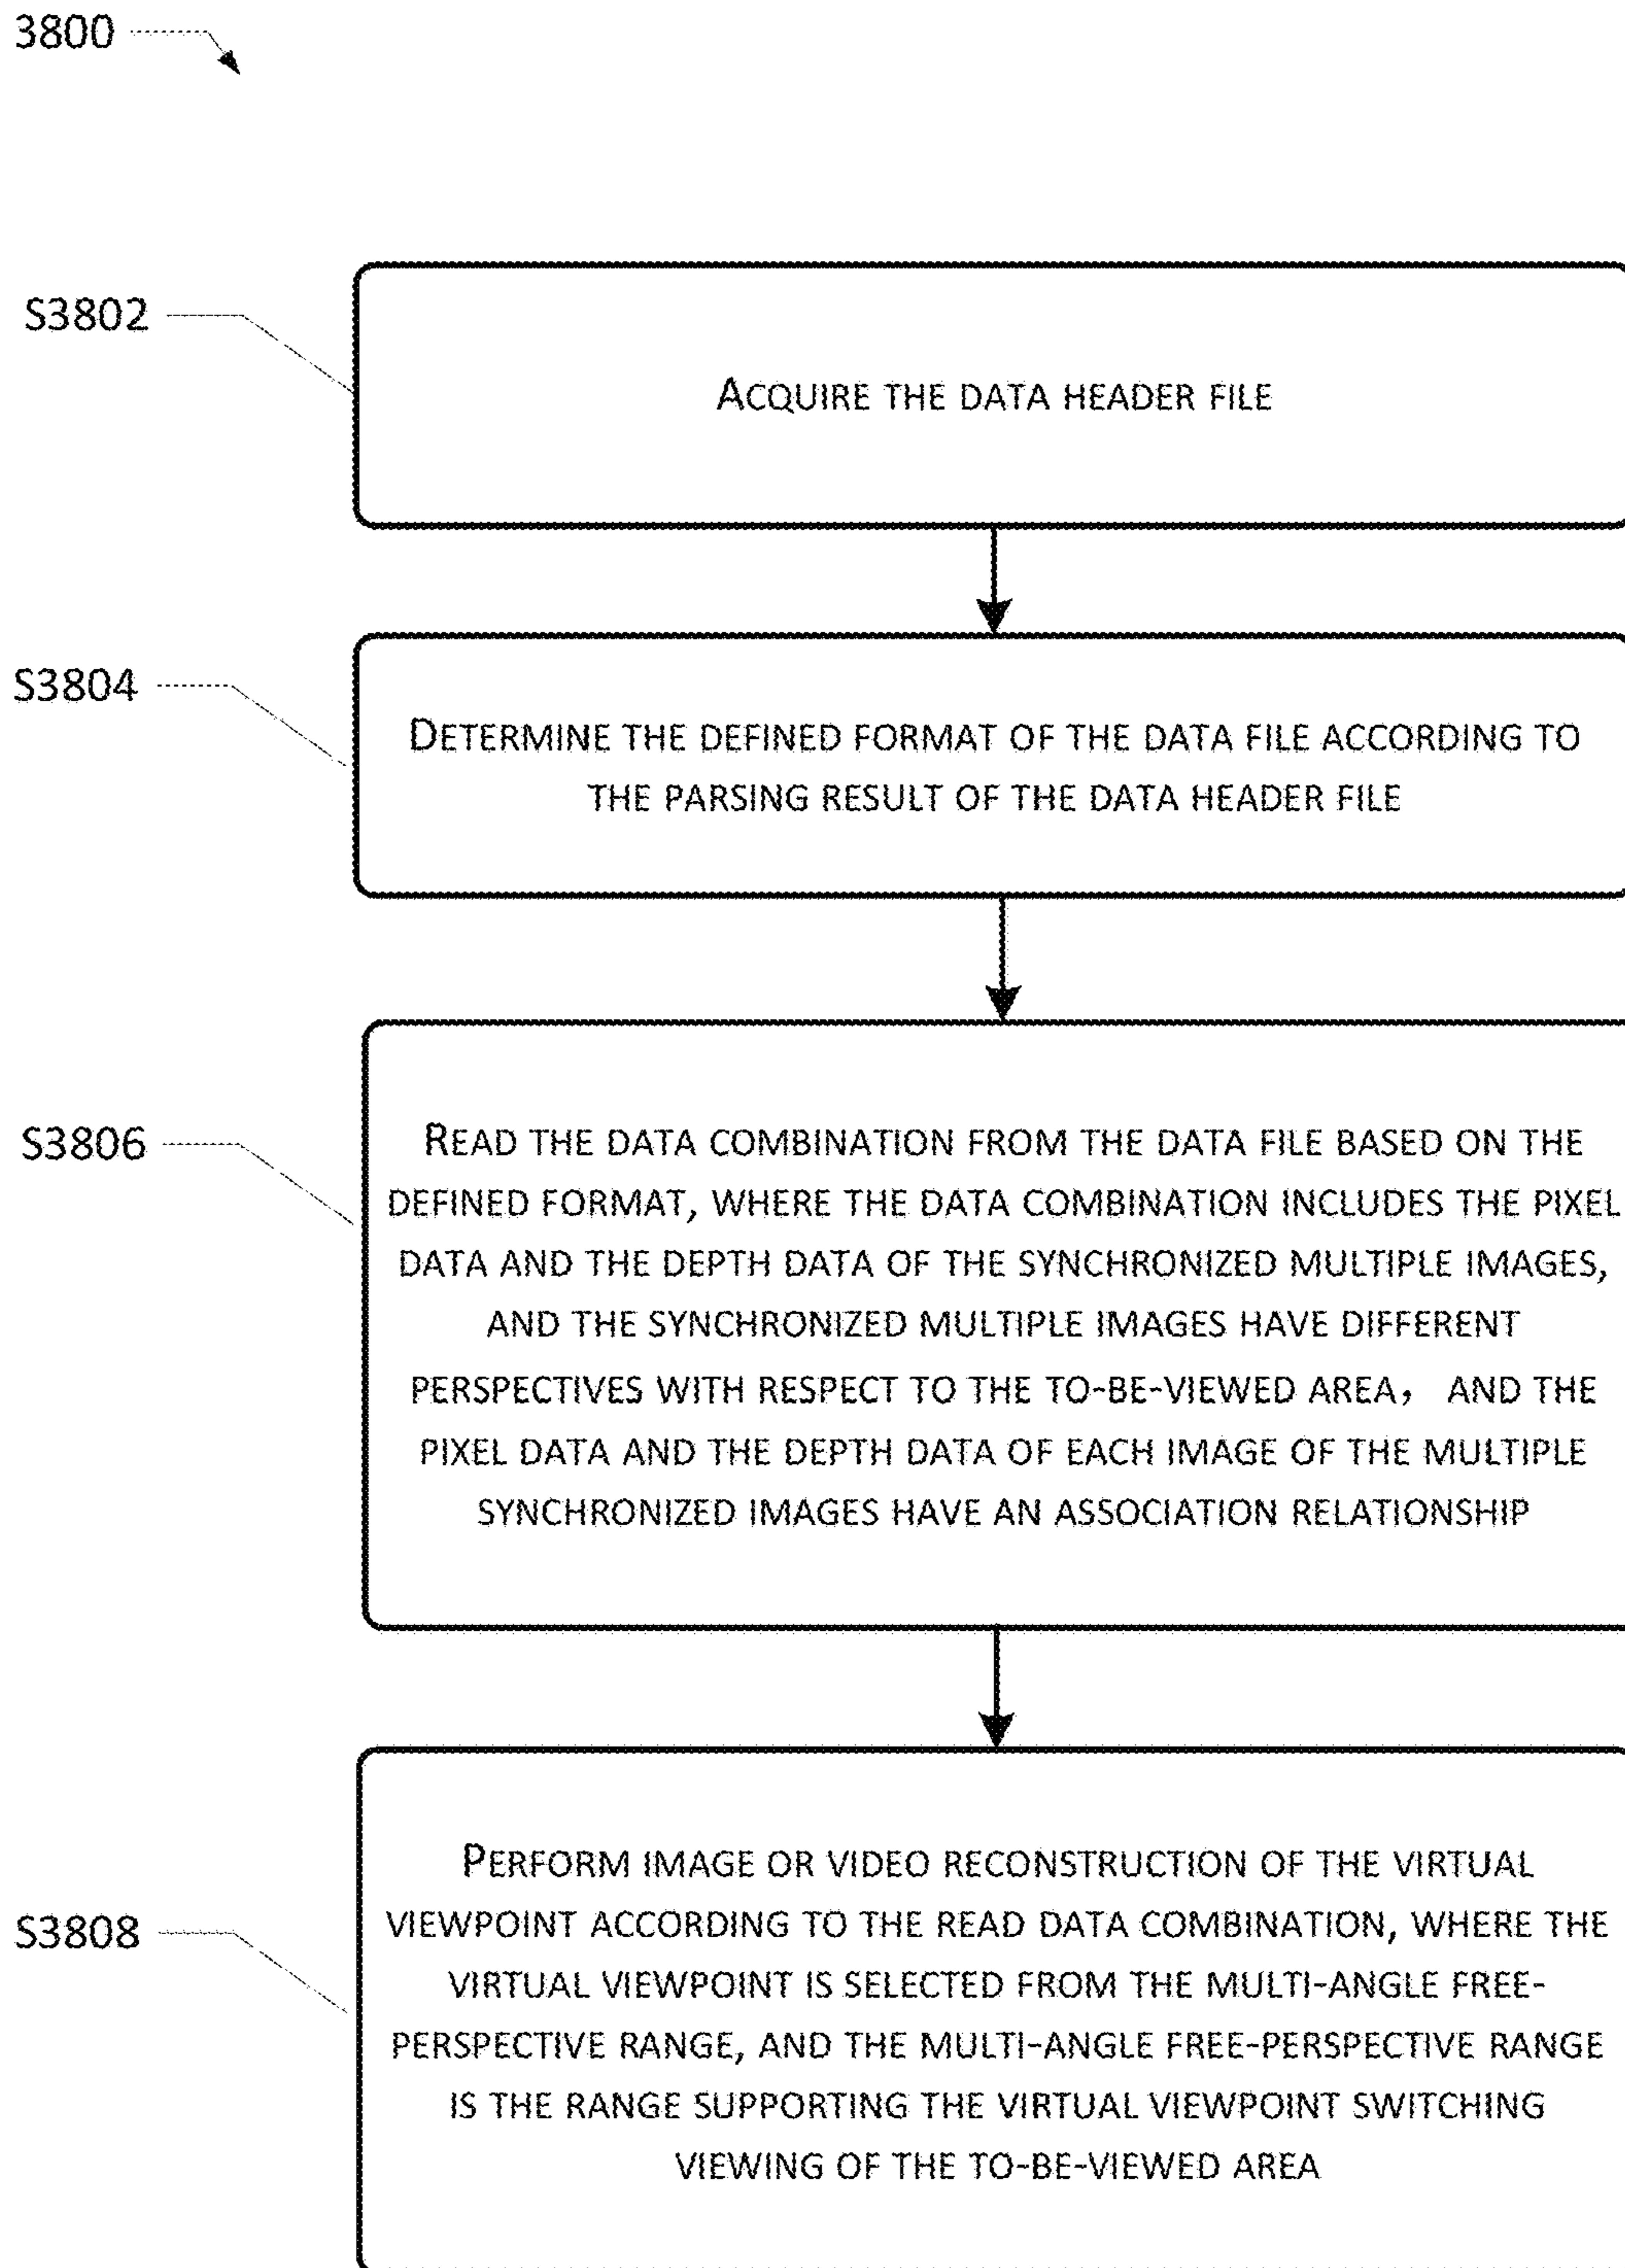 3800
S3802
ACQUIRE THE DATA HEADER FILE
S3804
DETERMINE THE DEFINED FORMAT OF THE DATA FILE ACCORDING TO
THE PARSING RESULT OF THE DATA HEADER FILE
S3806
READ THE DATA COMBINATION FROM THE DATA FILE BASED ON THE
DEFINED FORMAT, WHERE THE DATA COMBINATION INCLUDES THE PIXEL
DATA AND THE DEPTH DATA OF THE SYNCHRONIZED MULTIPLE IMAGES,
AND THE SYNCHRONIZED MULTIPLE IMAGES HAVE DIFFERENT
PERSPECTIVES WITH RESPECT TO THE TO-BE-VIEWED AREA, AND THE
PIXEL DATA AND THE DEPTH DATA OF EACH IMAGE OF THE MULTIPLE
SYNCHRONIZED IMAGES HAVE AN ASSOCIATION RELATIONSHIP
S3808
PERFORM IMAGE OR VIDEO RECONSTRUCTION OF THE VIRTUAL
VIEWPOINT ACCORDING TO THE READ DATA COMBINATION, WHERE THE
VIRTUAL VIEWPOINT IS SELECTED FROM THE MULTI-ANGLE FREE-
PERSPECTIVE RANGE, AND THE MULTI-ANGLE FREE-PERSPECTIVE RANGE
IS THE RANGE SUPPORTING THE VIRTUAL VIEWPOINT SWITCHING
VIEWING OF THE TO-BE-VIEWED AREA